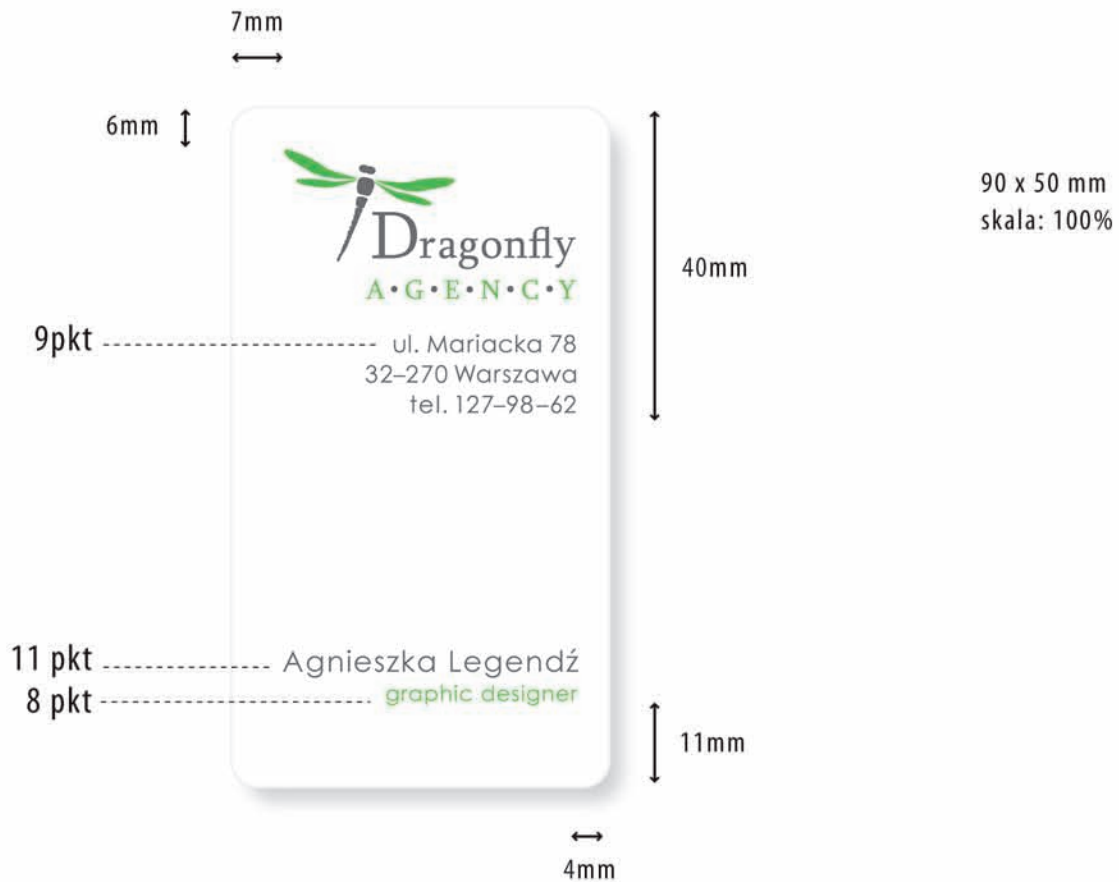 7mm
6mm
90 x 50 mm
skala: 100%
Dragonfly
A•G•E•N•C•Y
40mm
9pkt
ul. Mariacka 78
32–270 Warszawa
tel. 127–98–62
11 pkt
Agnieszka Legendź
8 pkt
graphic designer
11mm
4mm